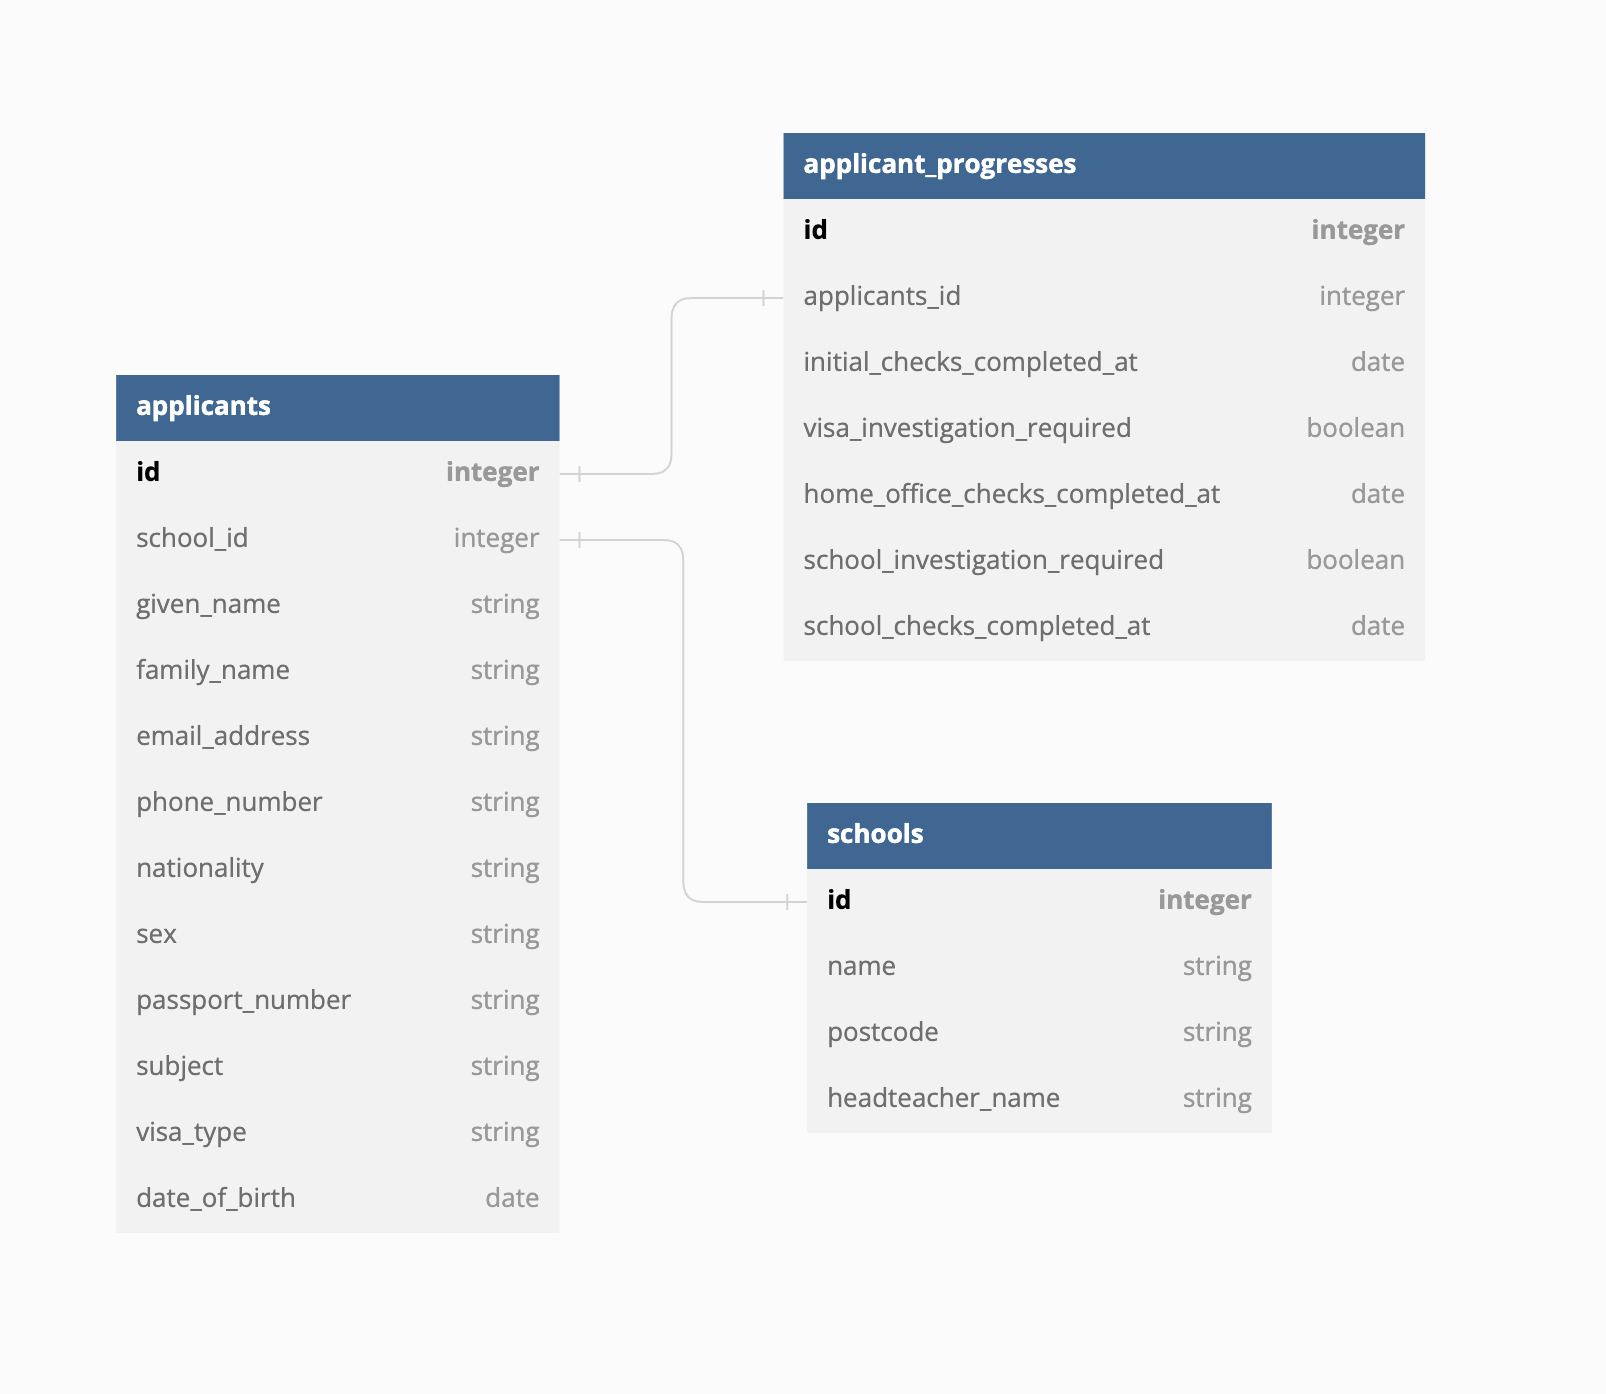 applicants
id integer
school_id integer
given_name string
family_name string
email_address string
phone_number string
nationality string
sex string
passport_number string
subject string
visa_type string
date_of_birth date
applicant_progresses
id integer
applicants_id integer
initial_checks_completed_at date
visa_investigation_required boolean
home_office_checks_completed_at date
school_investigation_required boolean
school_checks_completed_at date
schools
id integer
name string
postcode string
headteacher_name string